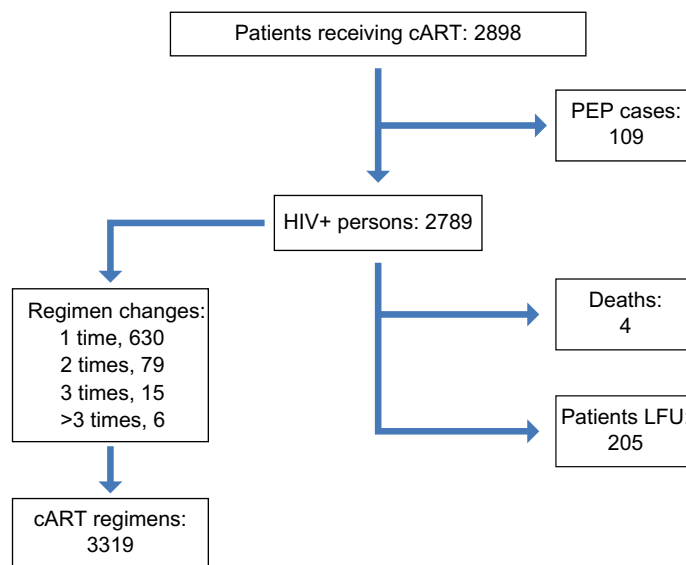 Patients receiving cART: 2898
PEP cases:
109
HIV+ persons: 2789
Regimen changes:
1 time, 630
2 times, 79
3 times, 15
>3 times, 6
Deaths:
4
Patients LFU:
205
cART regimens:
3319